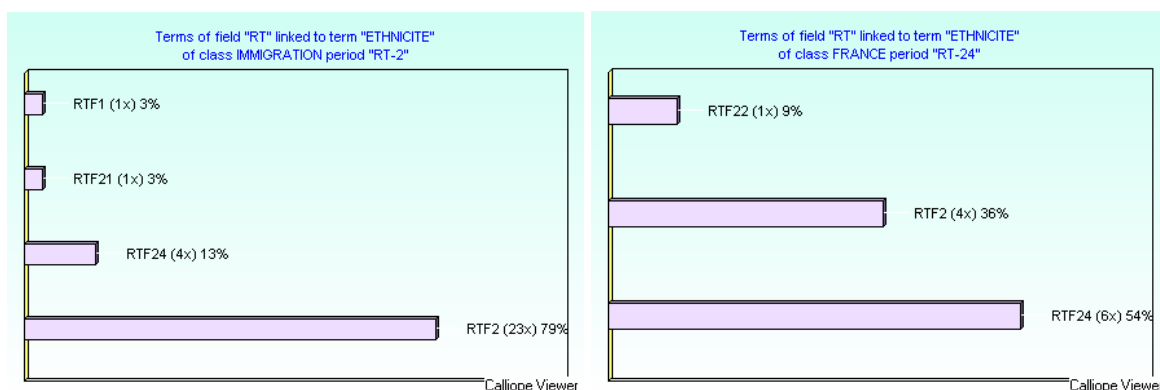 Terms of field "RT" linked to term "ETHNICITE"
of class IMMIGRATION period "RT-2"
RTF1 (1x) 3%
RTF21 (1x) 3%
RTF24 (4x) 13%
RTF2 (23x) 79%
Calliope Viewer
Terms of field "RT" linked to term "ETHNICITE"
of class FRANCE period "RT-24"
RTF22 (1x) 9%
RTF2 (4x) 36%
RTF24 (6x) 54%
Calliope Viewer